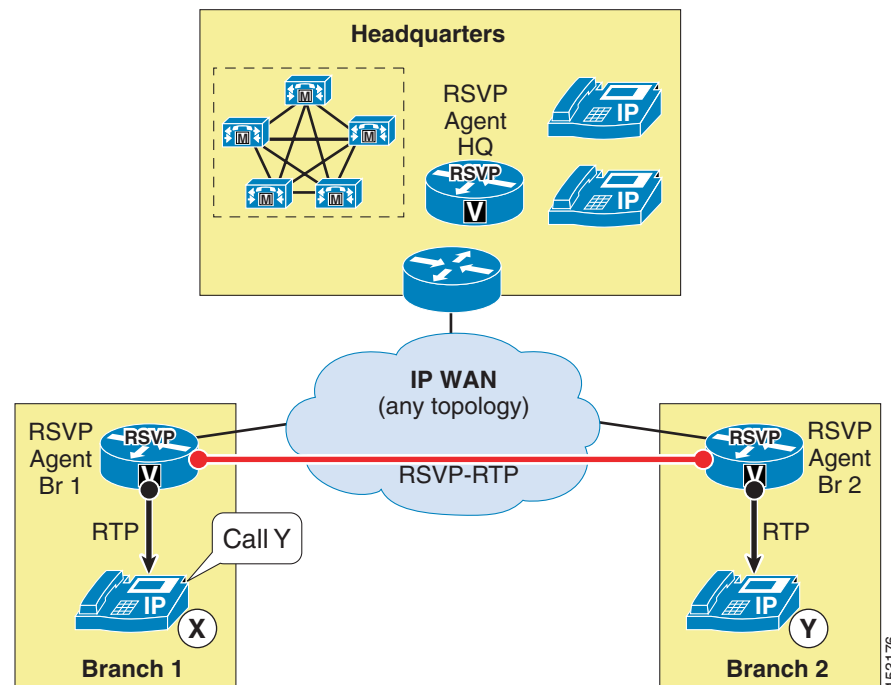 Headquarters
M
M
M
M
M
RSVP
Agent
HQ
RSVP
V
IP
IP
IP WAN
(any topology)
RSVP
Agent
Br 1
RSVP
V
RSVP-RTP
RSVP
V
RSVP
Agent
Br 2
RTP
Call Y
IP
X
Branch 1
RTP
IP
Y
Branch 2